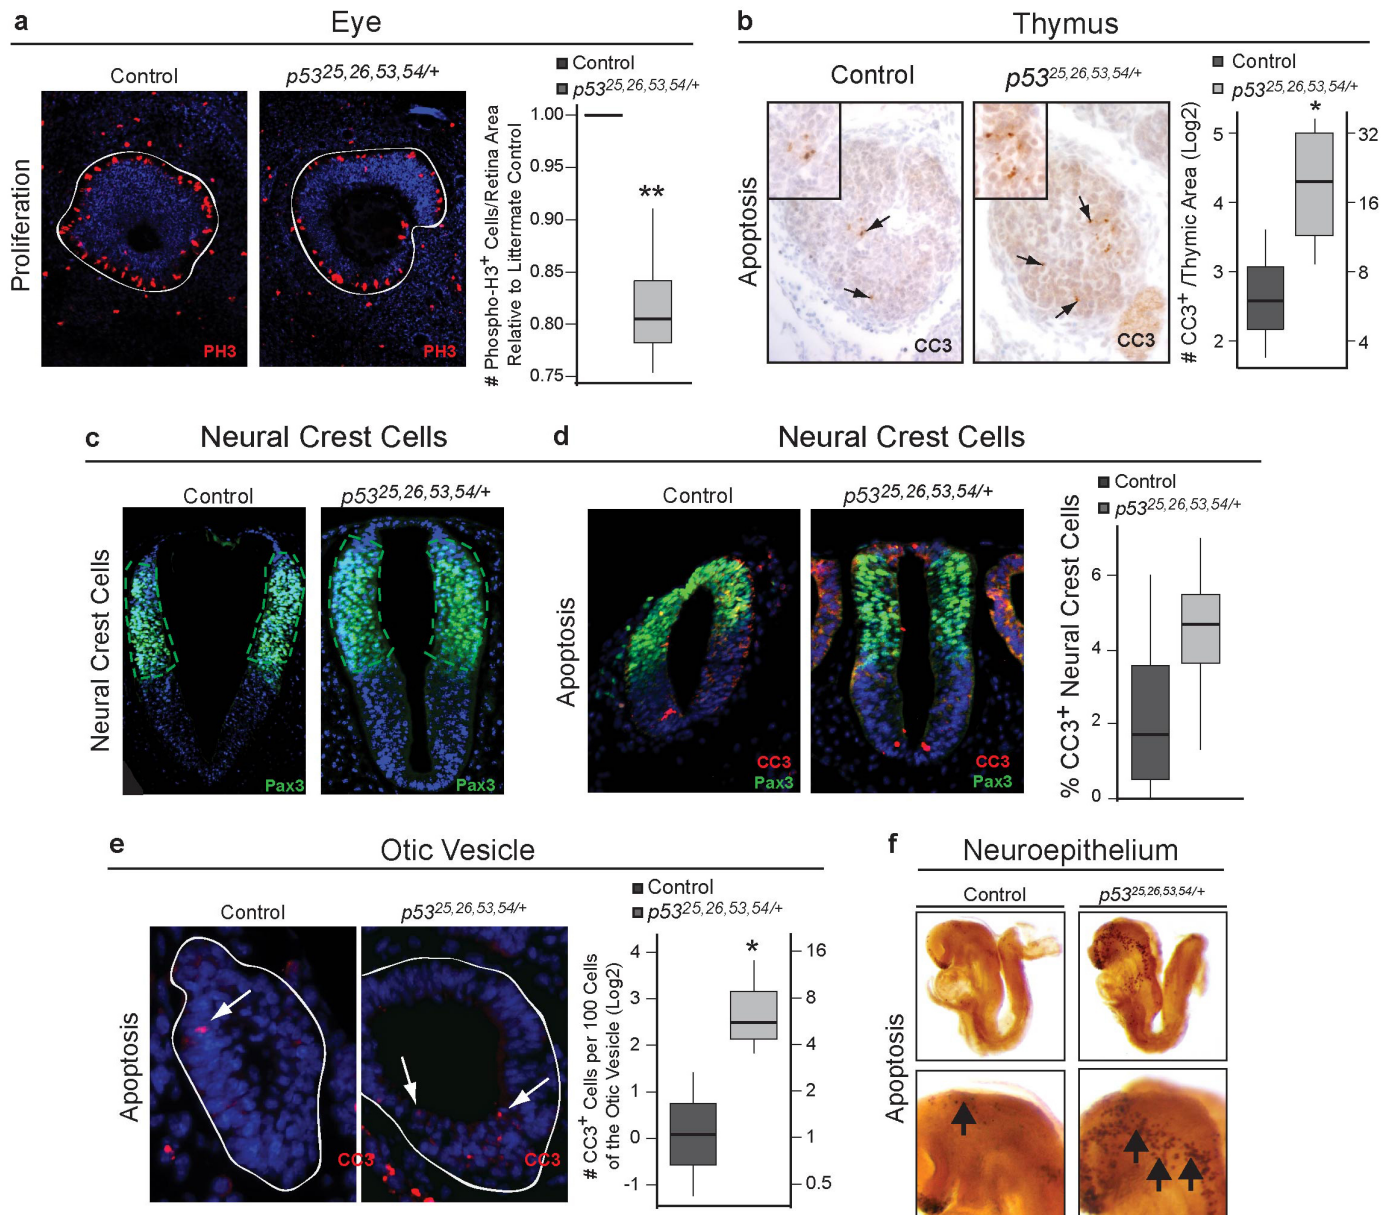 a
Eye
Control
p53^25,26,53,54/+
Proliferation
PH3
PH3
Control
p53^25,26,53,54/+
# Phospho-H3+ Cells/Retina Area
Relative to Littermate Control
1.00
0.95
0.90
0.85
0.80
0.75
**
b
Thymus
Control
p53^25,26,53,54/+
Apoptosis
CC3
CC3
Control
p53^25,26,53,54/+
# CC3+ /Thymic Area (Log2)
5
4
3
2
*
32
16
8
4
c
Neural Crest Cells
Control
p53^25,26,53,54/+
Neural Crest Cells
Pax3
Pax3
d
Neural Crest Cells
Control
p53^25,26,53,54/+
Apoptosis
CC3
Pax3
CC3
Pax3
Control
p53^25,26,53,54/+
% CC3+ Neural Crest Cells
6
4
2
0
e
Otic Vesicle
Control
p53^25,26,53,54/+
Apoptosis
CC3
CC3
Control
p53^25,26,53,54/+
# CC3+ Cells per 100 Cells
of the Otic Vesicle (Log2)
4
3
2
1
0
-1
*
16
8
4
2
1
0.5
f
Neuroepithelium
Control
p53^25,26,53,54/+
Apoptosis